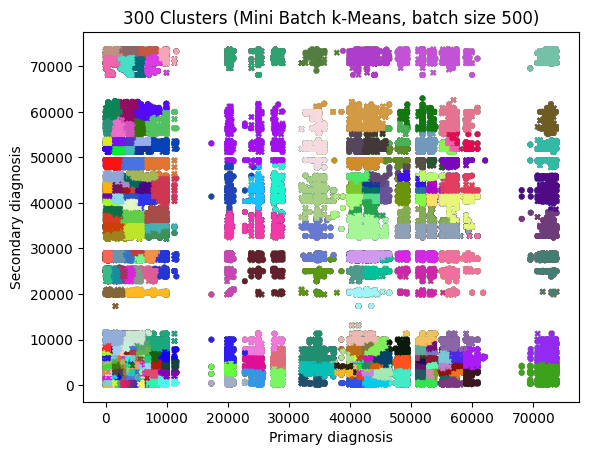 300 Clusters (Mini Batch k-Means, batch size 500)
Secondary diagnosis
70000
60000
50000
40000
30000
20000
10000
0
0 10000 20000 30000 40000 50000 60000 70000
Primary diagnosis